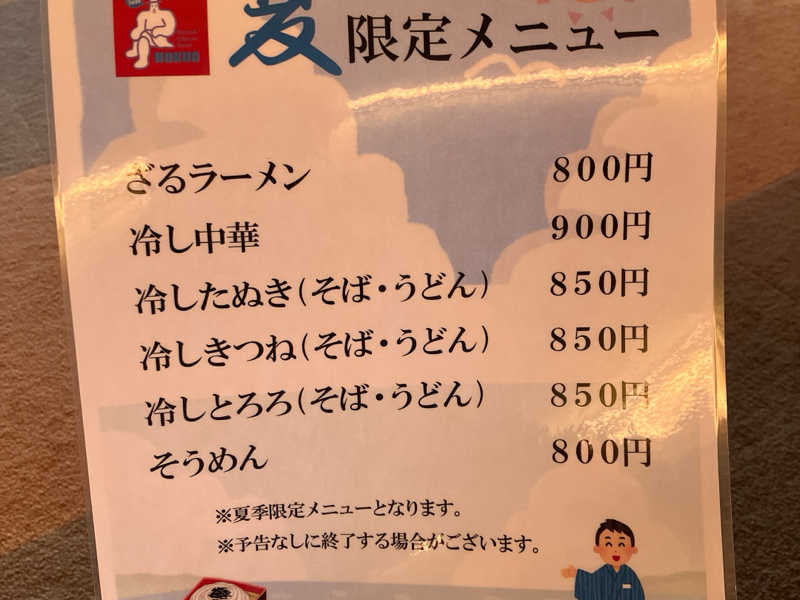 夏 限定メニュー
ざるラーメン 800円
冷し中華 900円
冷したぬき(そば・うどん) 850円
冷しきつね(そば・うどん) 850円
冷しとろろ(そば・うどん) 850円
そうめん 800円
※夏季限定メニューとなります。
※予告なしに終了する場合がございます。